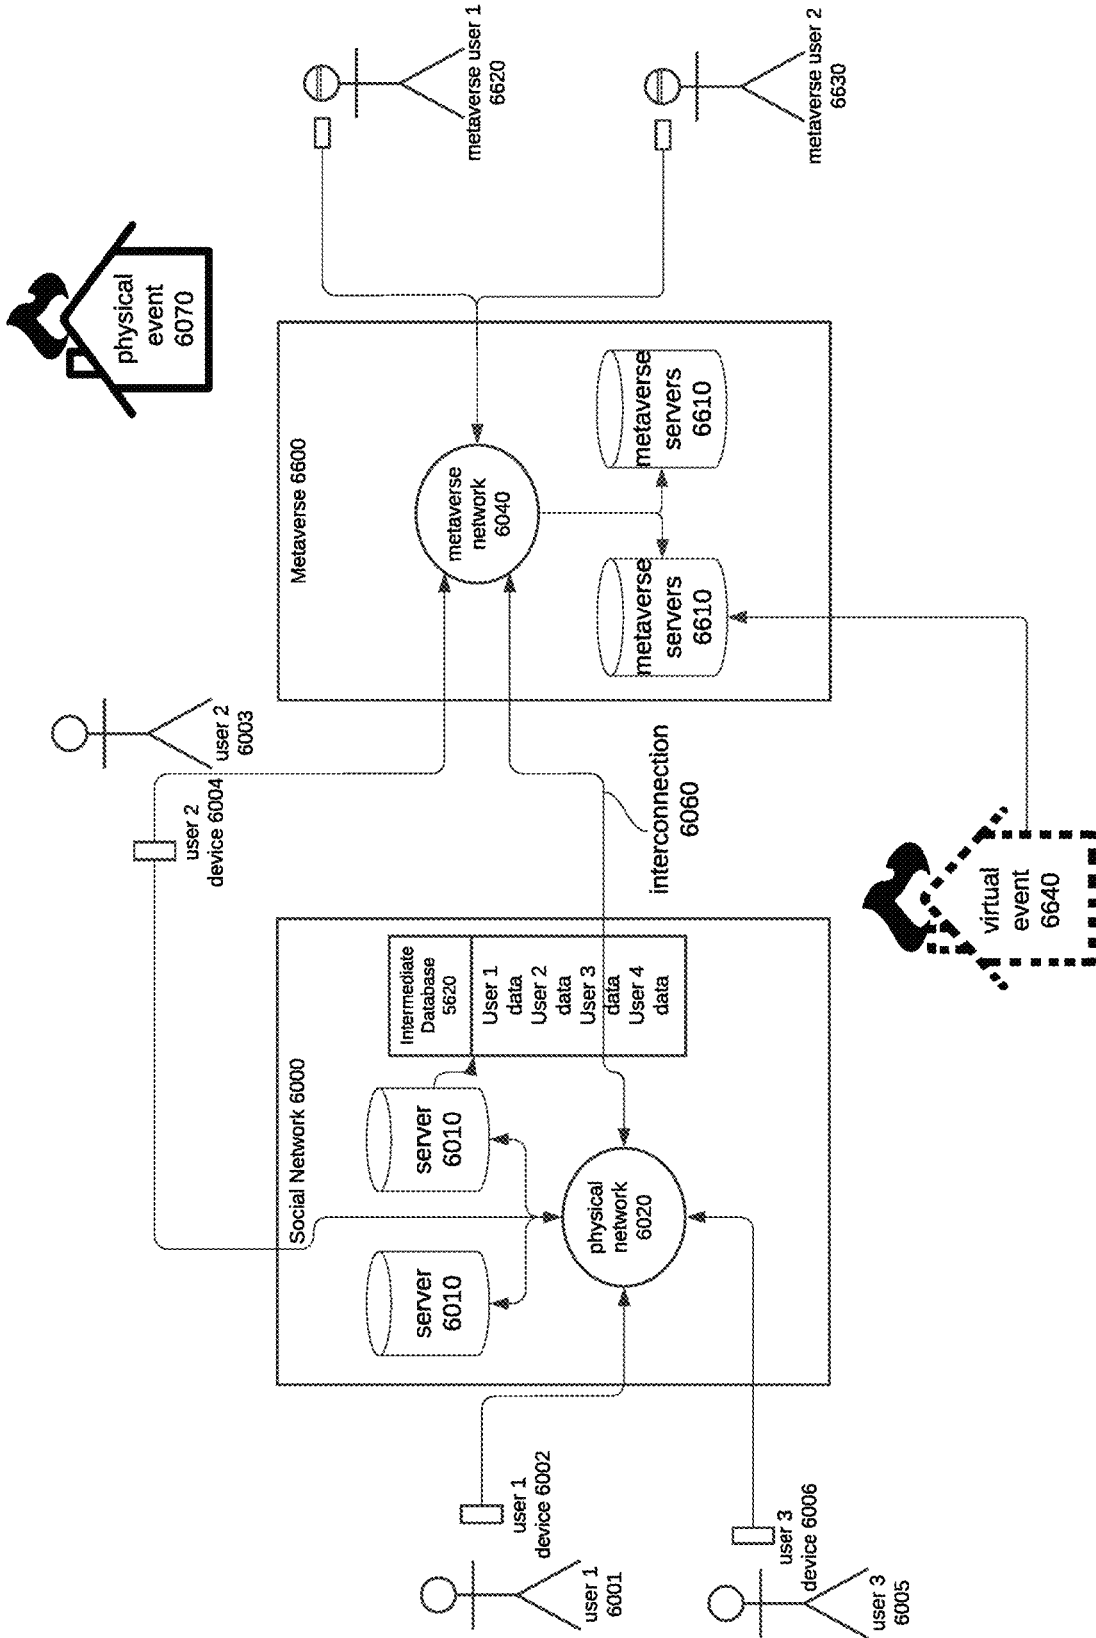 physical
event
6070
metaverse user 1
6620
metaverse user 2
6630
Metaverse 6600
metaverse
network
6040
metaverse
servers
6610
metaverse
servers
6610
user 2
6003
user 2
device 6004
interconnection
6060
virtual
event
6640
Social Network 6000
Intermediate
Database
5620
User 1
data
User 2
data
User 3
data
User 4
data
server
6010
server
6010
physical
network
6020
user 1
device 6002
user 1
6001
user 3
device 6006
user 3
6005